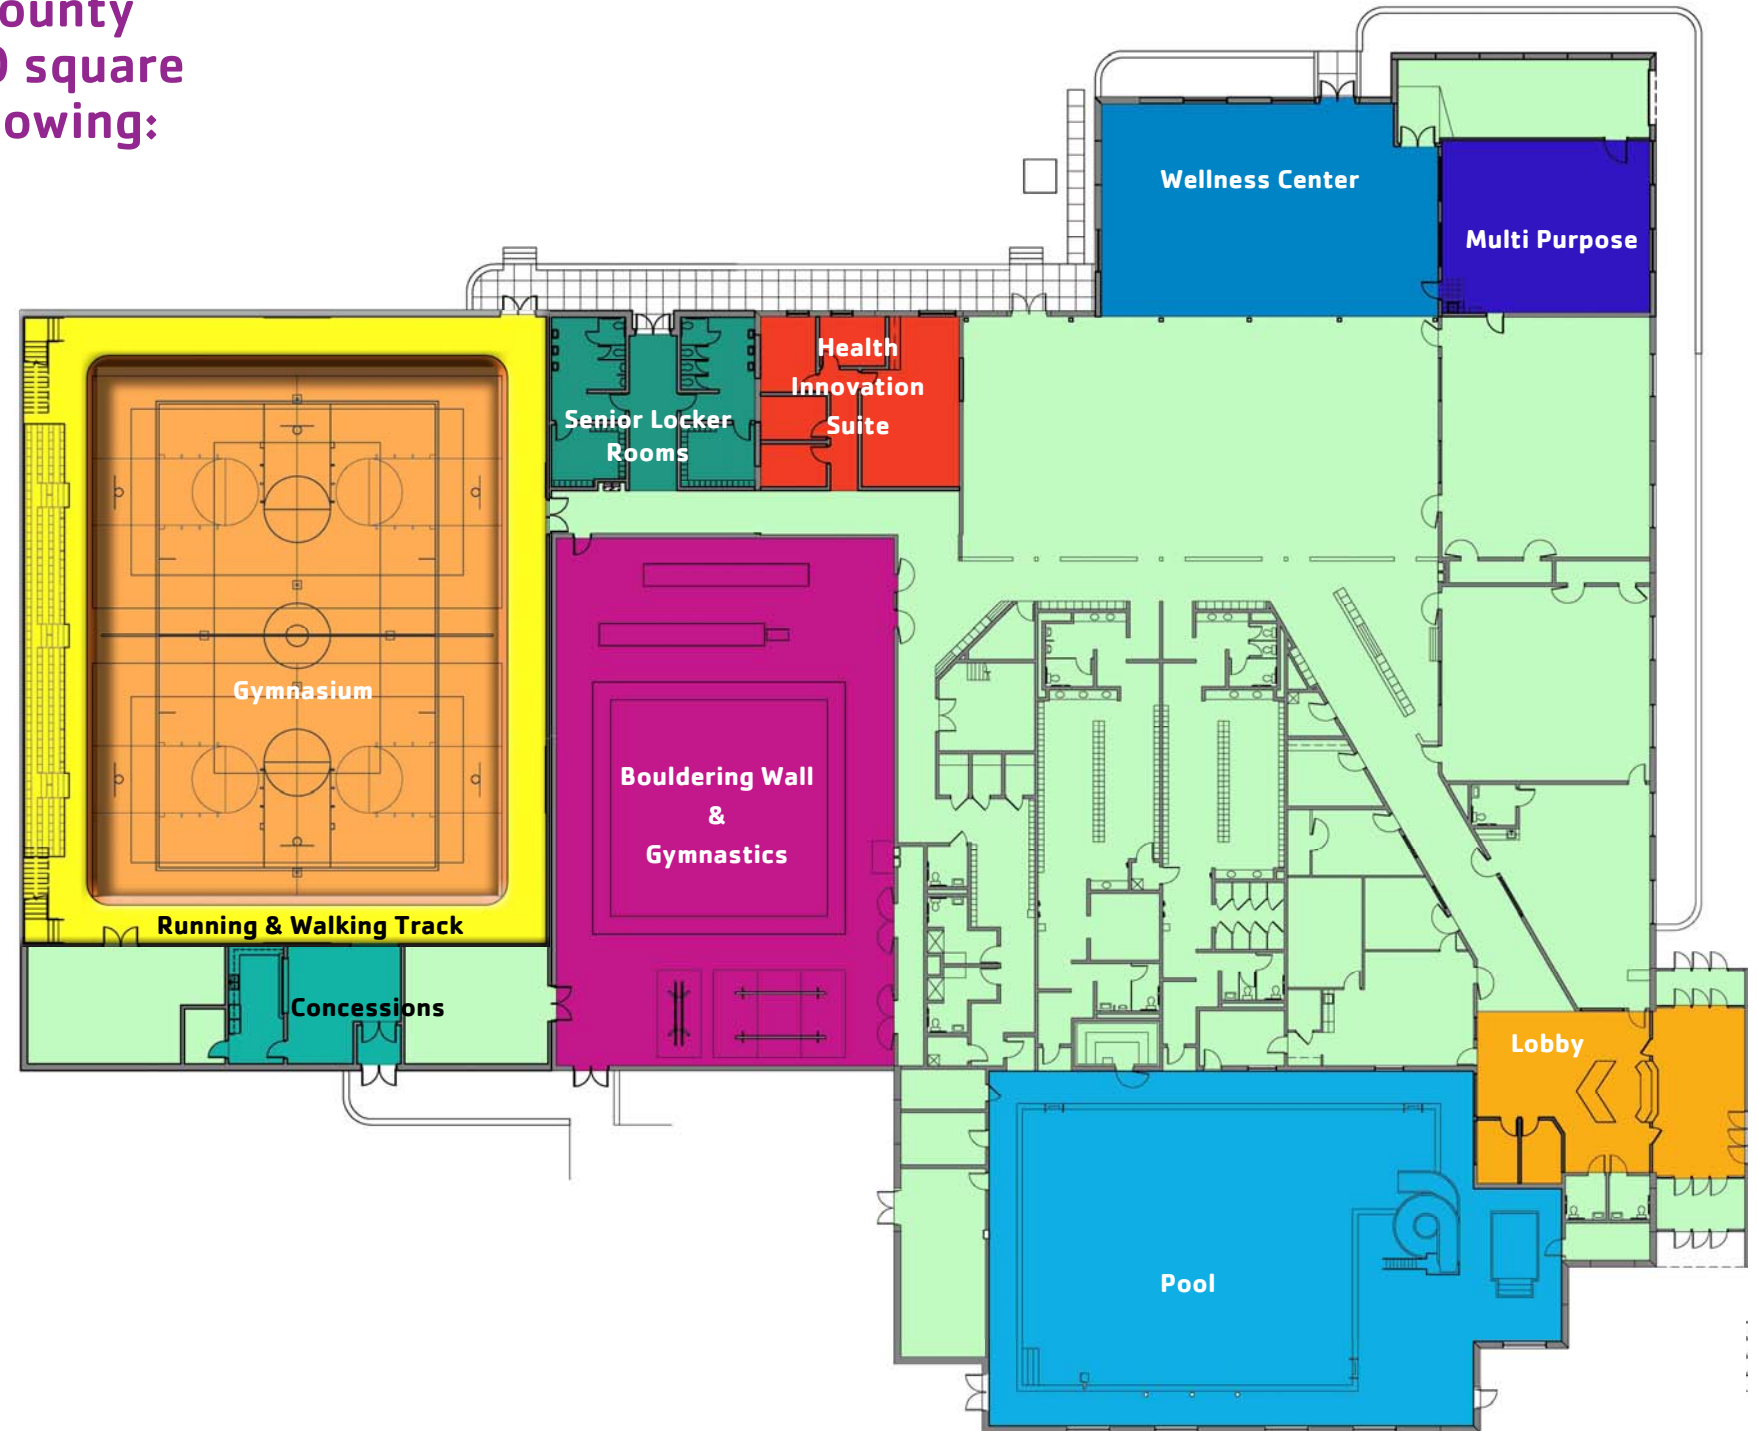 ounty
square
owing:
Wellness Center
Multi Purpose
Health
Innovation
Suite
Senior Locker
Rooms
Gymnasium
Bouldering Wall
&
Gymnastics
Running & Walking Track
Concessions
Lobby
Pool